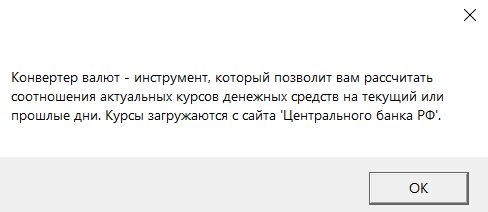 Конвертер валют - инструмент, который позволит вам рассчитать
соотношения актуальных курсов денежных средств на текущий или
прошлые дни. Курсы загружаются с сайта 'Центрального банка РФ'.
ОК